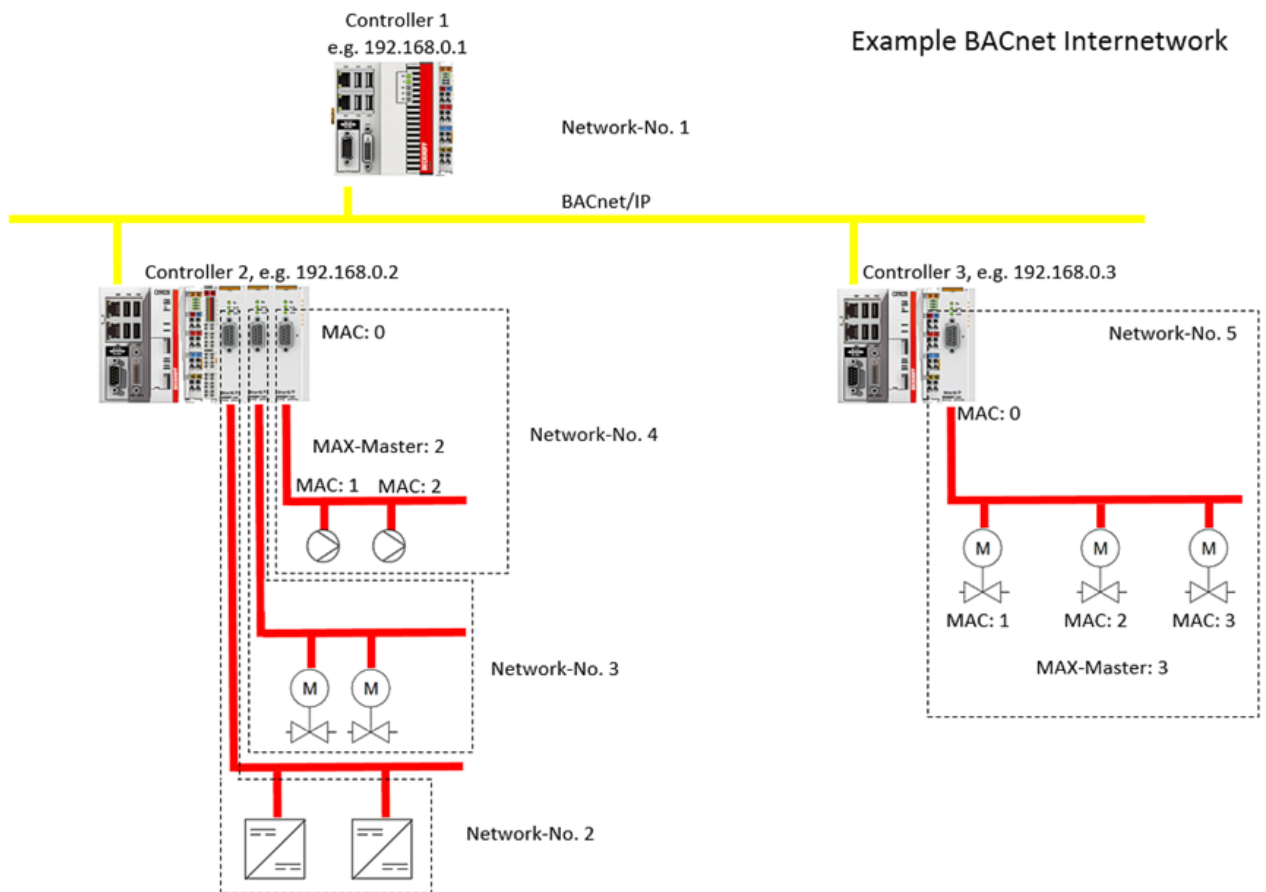 Controller 1
e.g. 192.168.0.1
Example BACnet Internetwork
Network-No. 1
BACnet/IP
Controller 2, e.g. 192.168.0.2
Controller 3, e.g. 192.168.0.3
MAC: 0
Network-No. 5
MAC: 0
Network-No. 4
MAX-Master: 2
MAC: 1
MAC: 2
M
M
M
MAC: 1
MAC: 2
MAC: 3
Network-No. 3
MAX-Master: 3
M
M
Network-No. 2